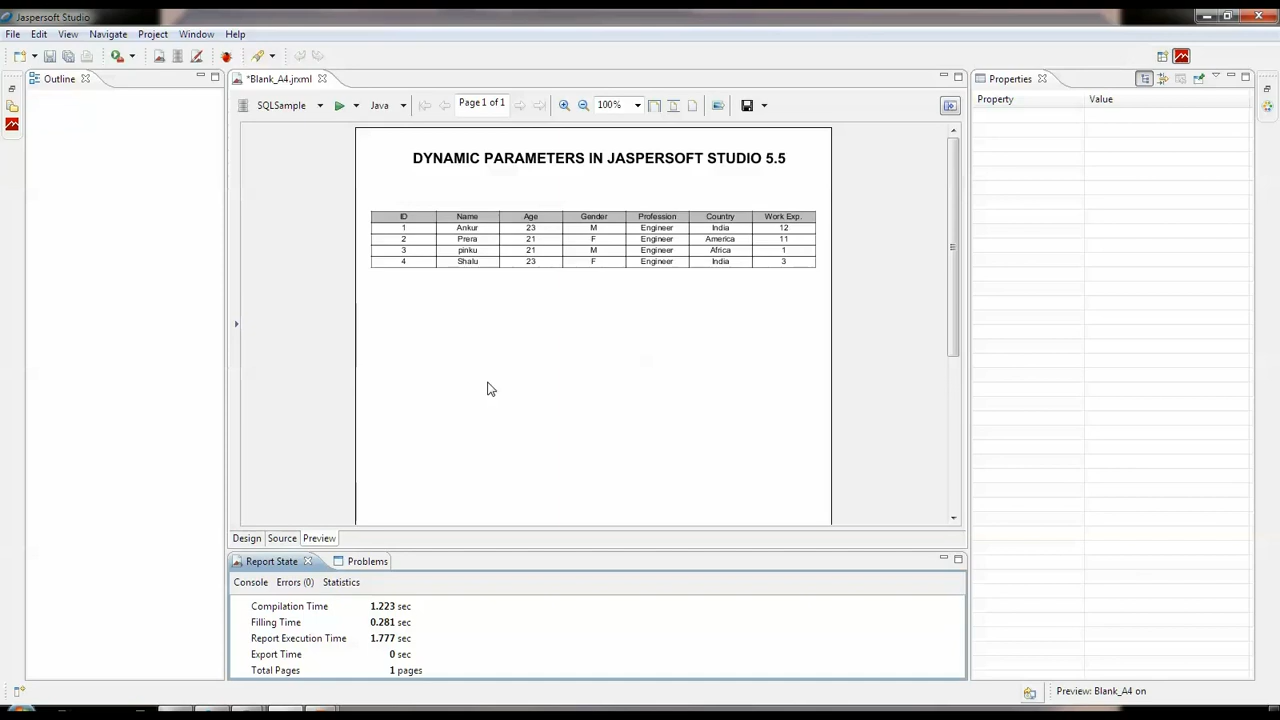 Jaspersoft Studio
File Edit View Navigate Project Window Help
Outline
*Blank_A4.jrxml
Properties
SQLSample Java Page 1 of 1 100%
Property Value
DYNAMIC PARAMETERS IN JASPERSOFT STUDIO 5.5
ID Name Age Gender Profession Country Work Exp.
1 Ankur 23 M Engineer India 12
2 Prera 21 F Engineer America 11
3 pinku 21 M Engineer Africa 1
4 Shalu 23 F Engineer India 3
Design Source Preview
Report State Problems
Console Errors (0) Statistics
Compilation Time 1.223 sec
Filling Time 0.281 sec
Report Execution Time 1.777 sec
Export Time 0 sec
Total Pages 1 pages
Preview: Blank_A4 on